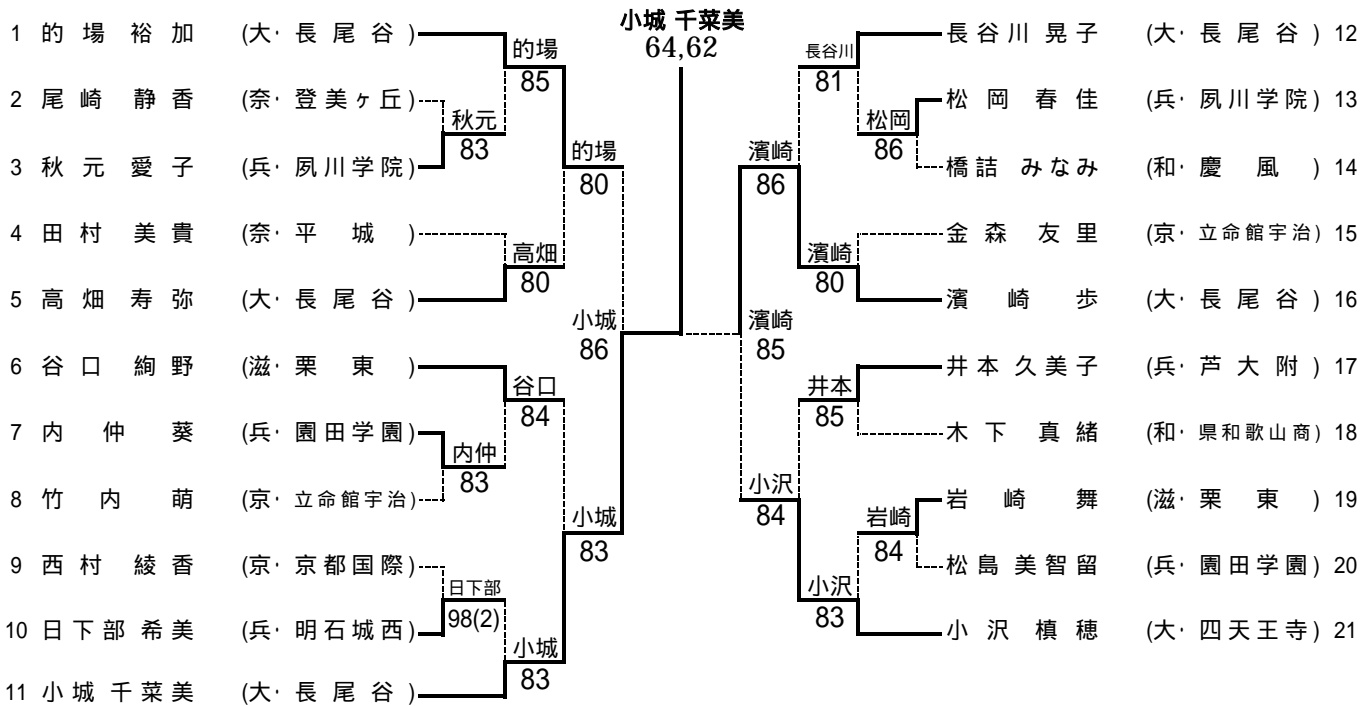 小城 千菜美
64,62
1 的場裕加 (大・長尾谷)
2 尾崎静香 (奈・登美ヶ丘)
3 秋元愛子 (兵・夙川学院)
4 田村美貴 (奈・平城)
5 高畑寿弥 (大・長尾谷)
6 谷口絢野 (滋・栗東)
7 内仲葵 (兵・園田学園)
8 竹内萌 (京・立命館宇治)
9 西村綾香 (京・京都国際)
10 日下部希美 (兵・明石城西)
11 小城千菜美 (大・長尾谷)
秋元
83
内仲
83
日下部
98(2)
的場
85
高畑
80
谷口
84
小城
83
的場
80
小城
83
小城
86
濱崎
85
濱崎
86
小沢
84
長谷川
81
濱崎
80
井本
85
小沢
83
松岡
86
岩崎
84
長谷川晃子 (大・長尾谷) 12
松岡春佳 (兵・夙川学院) 13
橋詰みなみ (和・慶風) 14
金森友里 (京・立命館宇治) 15
濱崎歩 (大・長尾谷) 16
井本久美子 (兵・芦大附) 17
木下真緒 (和・県和歌山商) 18
岩崎舞 (滋・栗東) 19
松島美智留 (兵・園田学園) 20
小沢槙穂 (大・四天王寺) 21